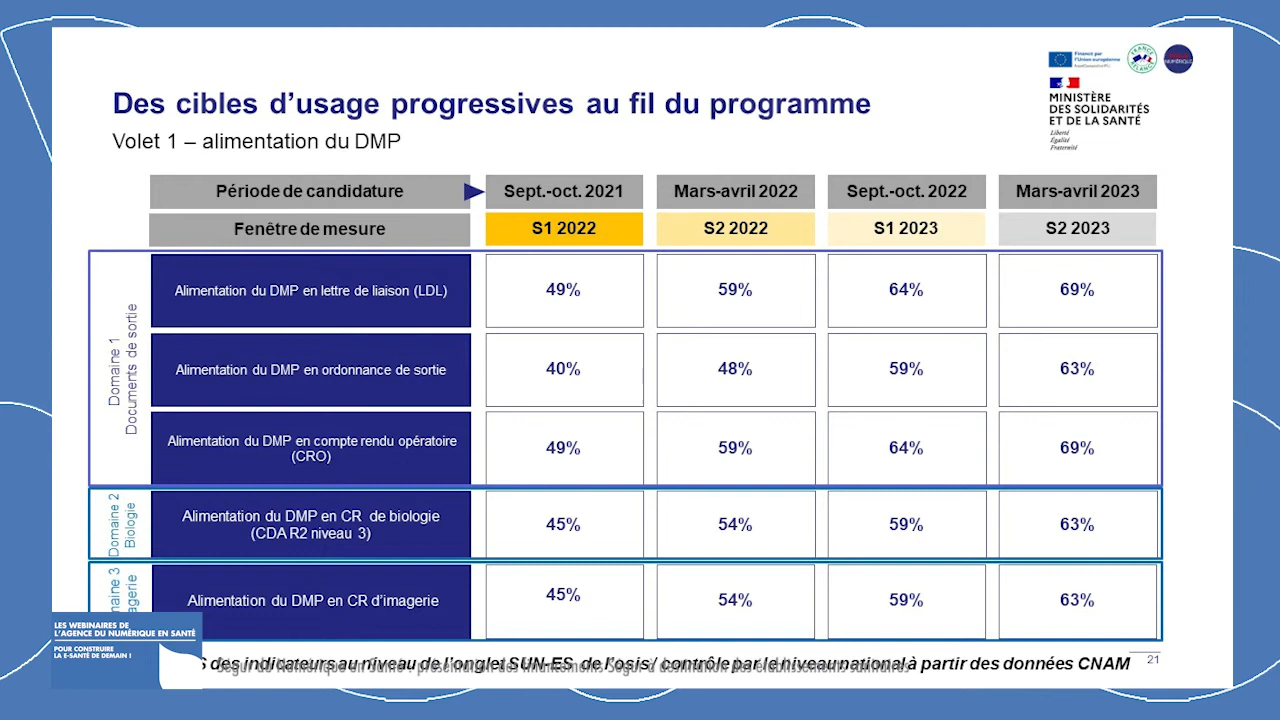 Financé par
l'Union européenne
FRANCE
RELANCE
NUMÉRIQUE
MINISTÈRE
DES SOLIDARITÉS
ET DE LA SANTÉ
Liberté
Égalité
Fraternité
Des cibles d’usage progressives au fil du programme
Volet 1 – alimentation du DMP
Période de candidature Sept.-oct. 2021 Mars-avril 2022 Sept.-oct. 2022 Mars-avril 2023
Fenêtre de mesure S1 2022 S2 2022 S1 2023 S2 2023
Domaine 1
Documents de sortie
Alimentation du DMP en lettre de liaison (LDL) 49% 59% 64% 69%
Alimentation du DMP en ordonnance de sortie 40% 48% 59% 63%
Alimentation du DMP en compte rendu opératoire
(CRO) 49% 59% 64% 69%
Domaine 2
Biologie
Alimentation du DMP en CR de biologie
(CDA R2 niveau 3) 45% 54% 59% 63%
Alimentation du DMP en CR d’imagerie 45% 54% 59% 63%
LES WEBINAIRES DE
L'AGENCE DU NUMÉRIQUE EN SANTÉ
POUR CONSTRUIRE
LA E-SANTÉ DE DEMAIN !
des indicateurs au niveau de l’onglet SUN-ES de l’osis / contrôle par le niveau national à partir des données CNAM
21